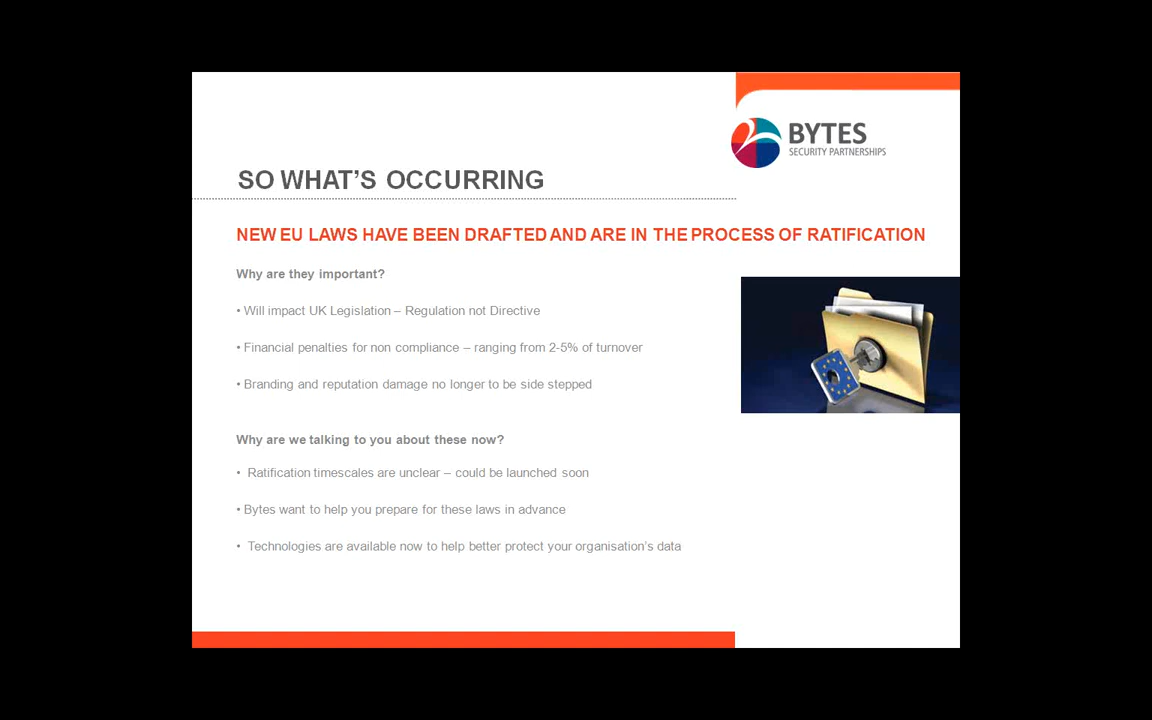 BYTES
SECURITY PARTNERSHIPS
SO WHAT'S OCCURRING
NEW EU LAWS HAVE BEEN DRAFTED AND ARE IN THE PROCESS OF RATIFICATION
Why are they important?
• Will impact UK Legislation – Regulation not Directive
• Financial penalties for non compliance – ranging from 2-5% of turnover
• Branding and reputation damage no longer to be side stepped
Why are we talking to you about these now?
• Ratification timescales are unclear – could be launched soon
• Bytes want to help you prepare for these laws in advance
• Technologies are available now to help better protect your organisation's data